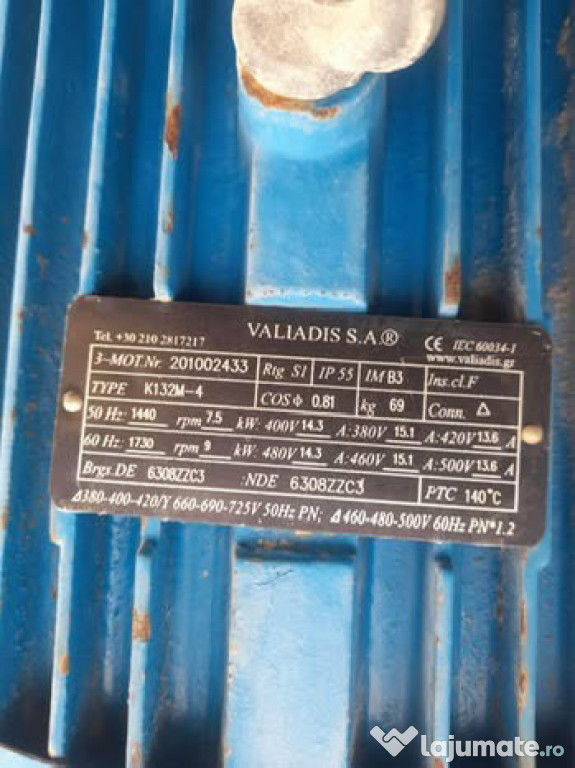 VALIADIS S.A.®
Tel. +30 210 2817217 CE IEC 60034-1
www.valiadis.gr
3~MOT.Nr. 201002433 Rtg S1 IP 55 IM B3 Ins.cl.F
TYPE K132M-4 COSΦ 0.81 kg 69 Conn. Δ
50 Hz: 1440 rpm 7.5 kW: 400V 14.3 A: 380V 15.1 A: 420V 13.6 A
60 Hz: 1730 rpm 9 kW: 480V 14.3 A: 460V 15.1 A: 500V 13.6 A
Brgs DE 6308ZZC3 :NDE 6308ZZC3 PTC 140°C
Δ380-400-420/Y 660-690-725V 50Hz PN; Δ 460-480-500V 60Hz PN*1.2
lajumate.ro